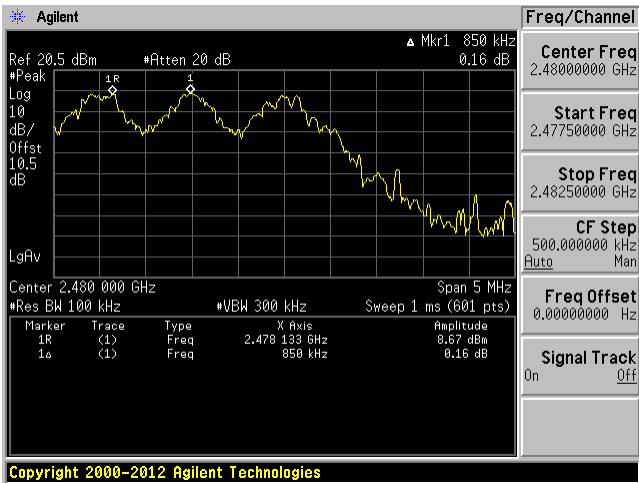 Agilent
Freq/Channel
Δ Mkr1 850 kHz
Ref 20.5 dBm #Atten 20 dB 0.16 dB
#Peak
Log
10
dB/
Offst
10.5
dB
LgAv
1R
1
Center 2.480 000 GHz Span 5 MHz
#Res BW 100 kHz #VBW 300 kHz Sweep 1 ms (601 pts)
Marker Trace Type X Axis Amplitude
1R (1) Freq 2.478 133 GHz 8.67 dBm
1Δ (1) Freq 850 kHz 0.16 dB
Center Freq
2.48000000 GHz
Start Freq
2.47750000 GHz
Stop Freq
2.48250000 GHz
CF Step
500.000000 kHz
Auto Man
Freq Offset
0.00000000 Hz
Signal Track
On Off
Copyright 2000-2012 Agilent Technologies